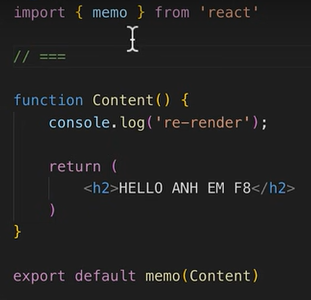 import { memo } from 'react'
// ===
function Content() {
console.log('re-render');
return (
<h2>HELLO ANH EM F8</h2>
)
}
export default memo(Content)